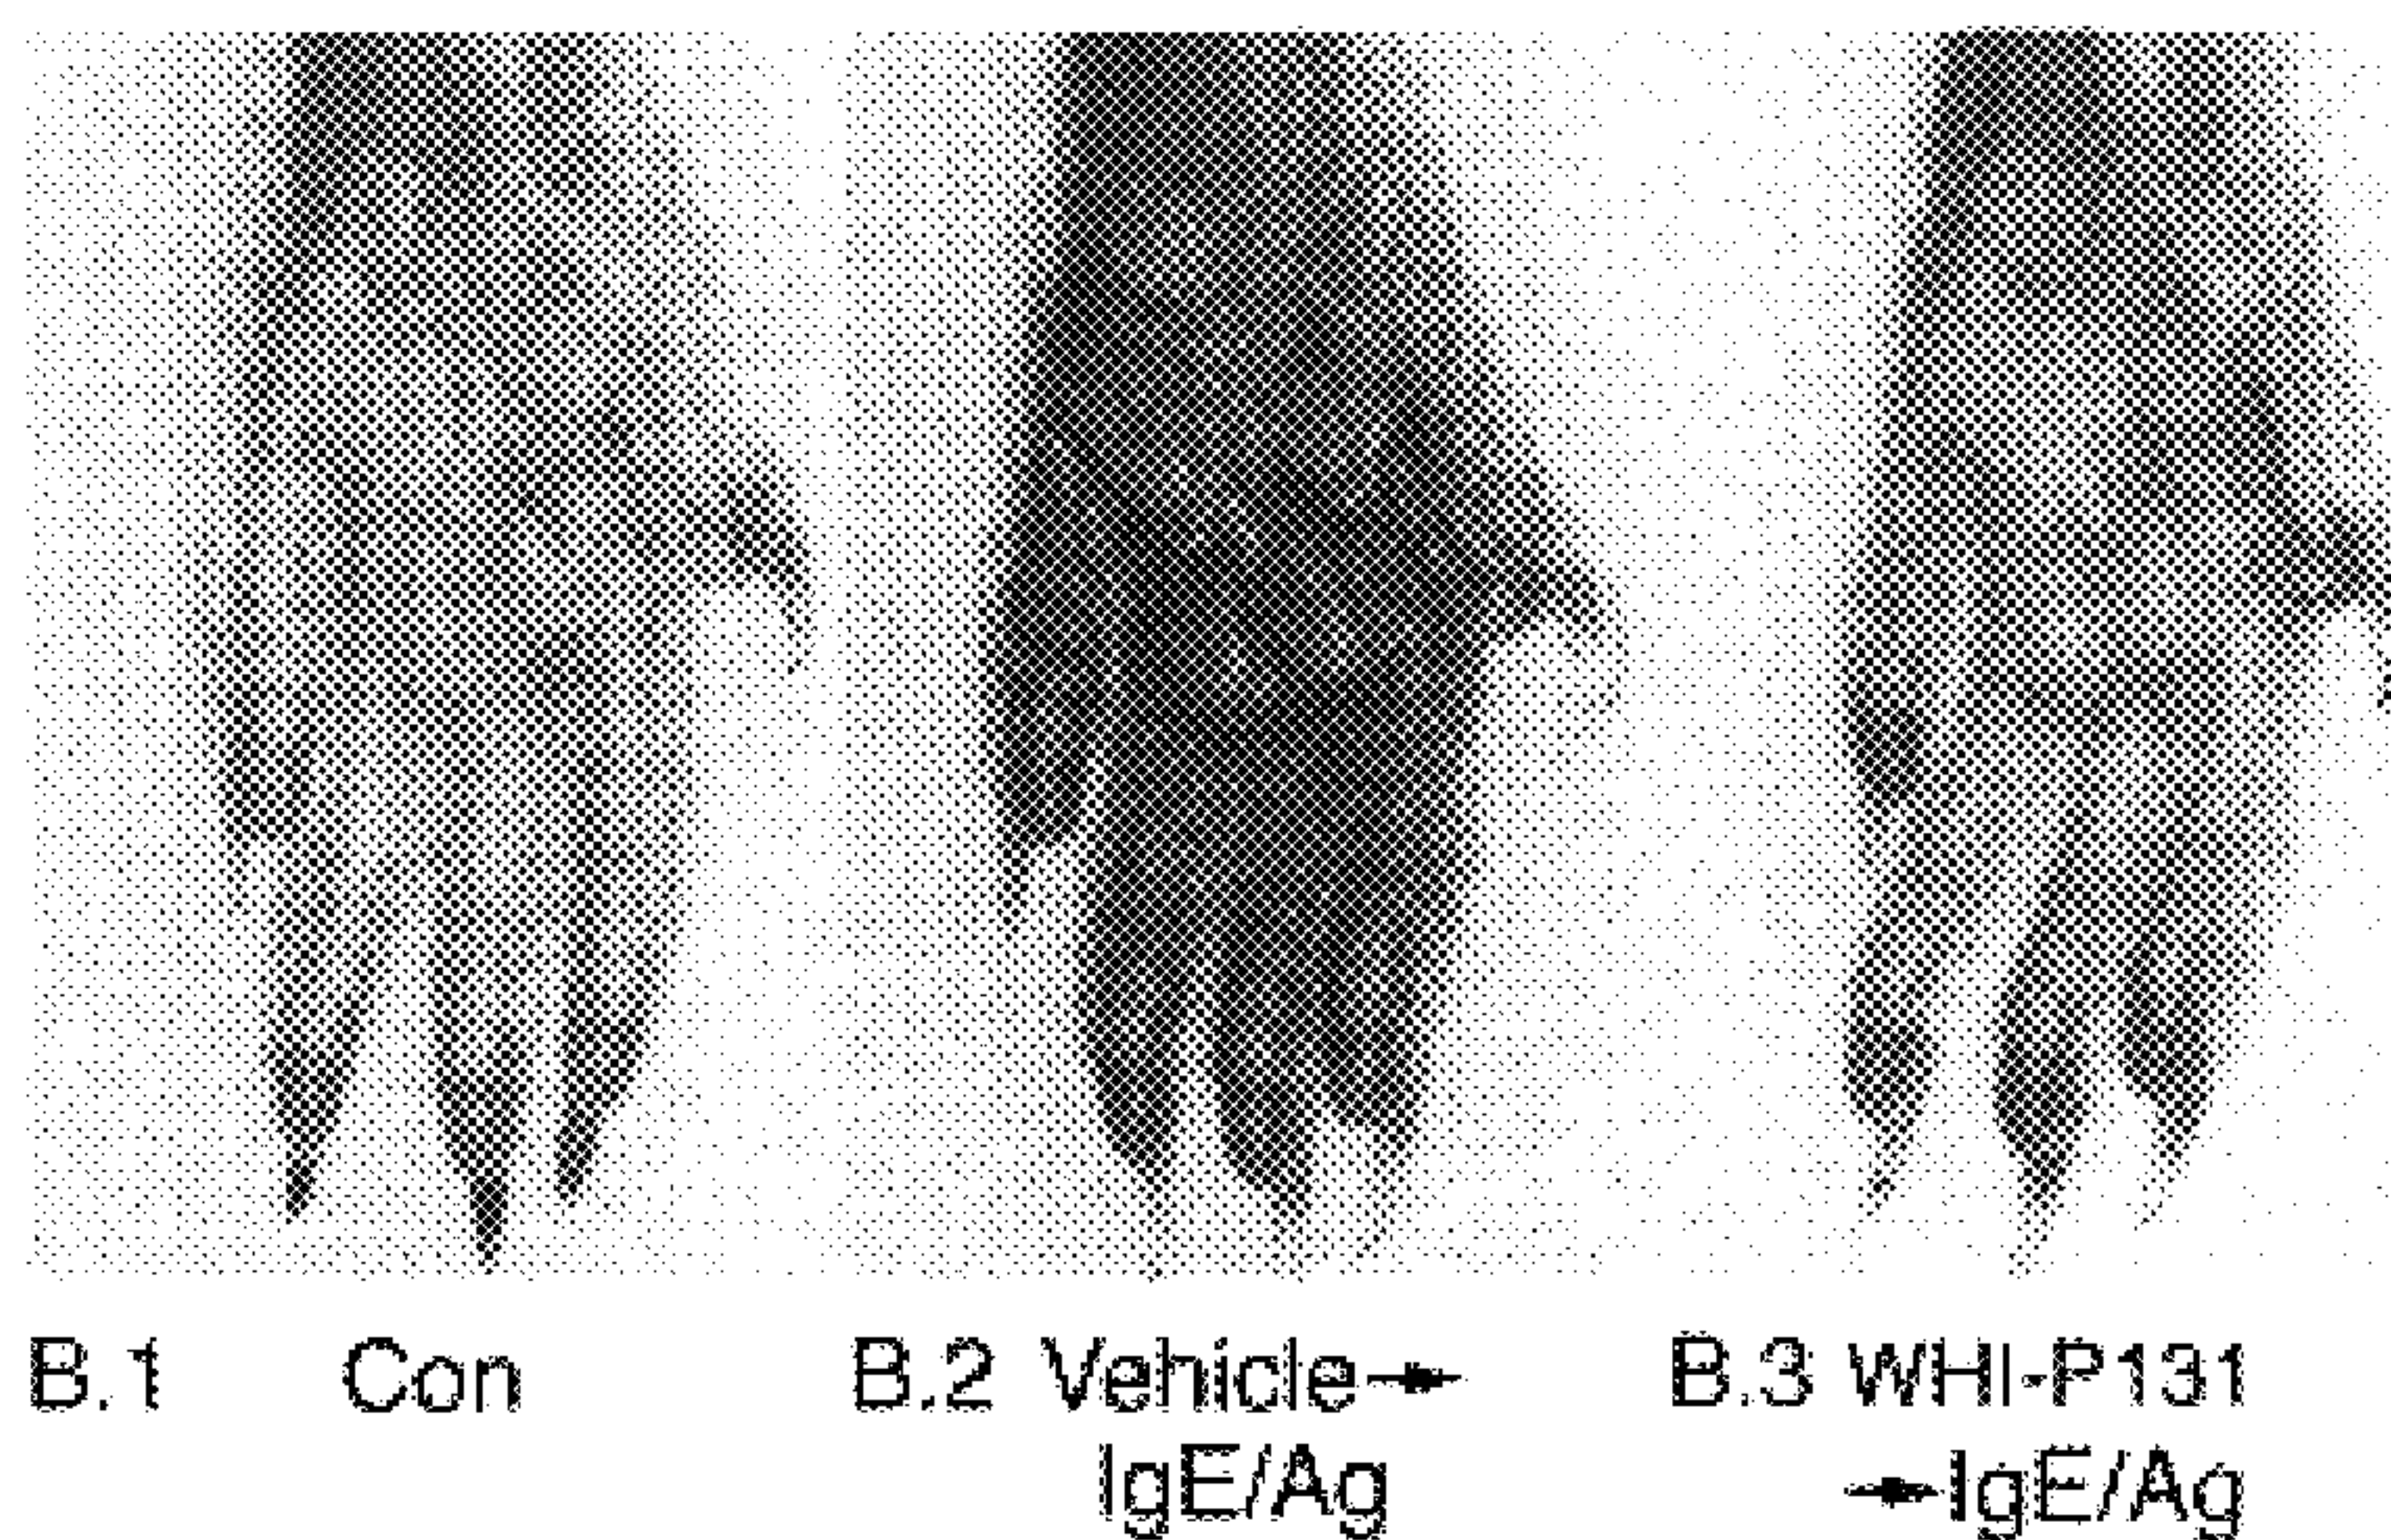 B.1 Con
B.2 Vehicle→
IgE/Ag
B.3 WHI-P131
→IgE/Ag